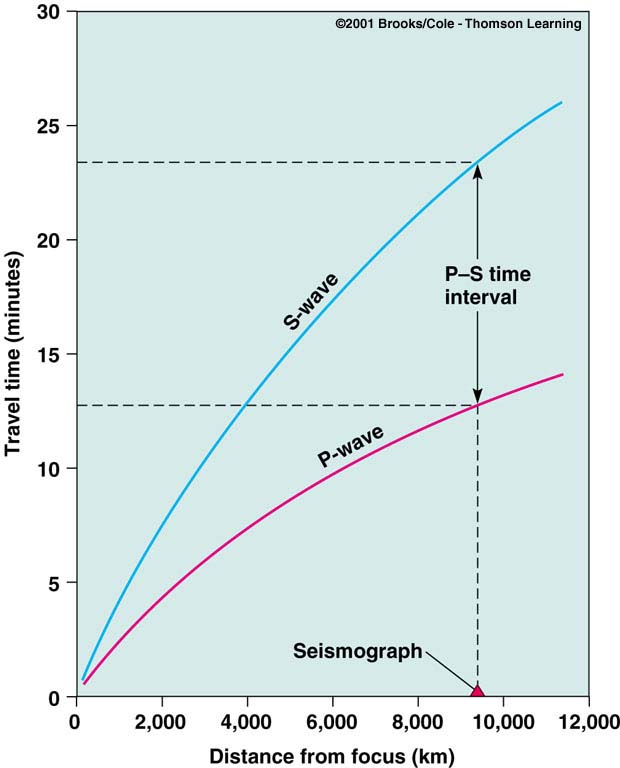 ©2001 Brooks/Cole - Thomson Learning
30
25
20
15
10
5
0
Travel time (minutes)
S-wave
P–S time
interval
P-wave
Seismograph
0 2,000 4,000 6,000 8,000 10,000 12,000
Distance from focus (km)